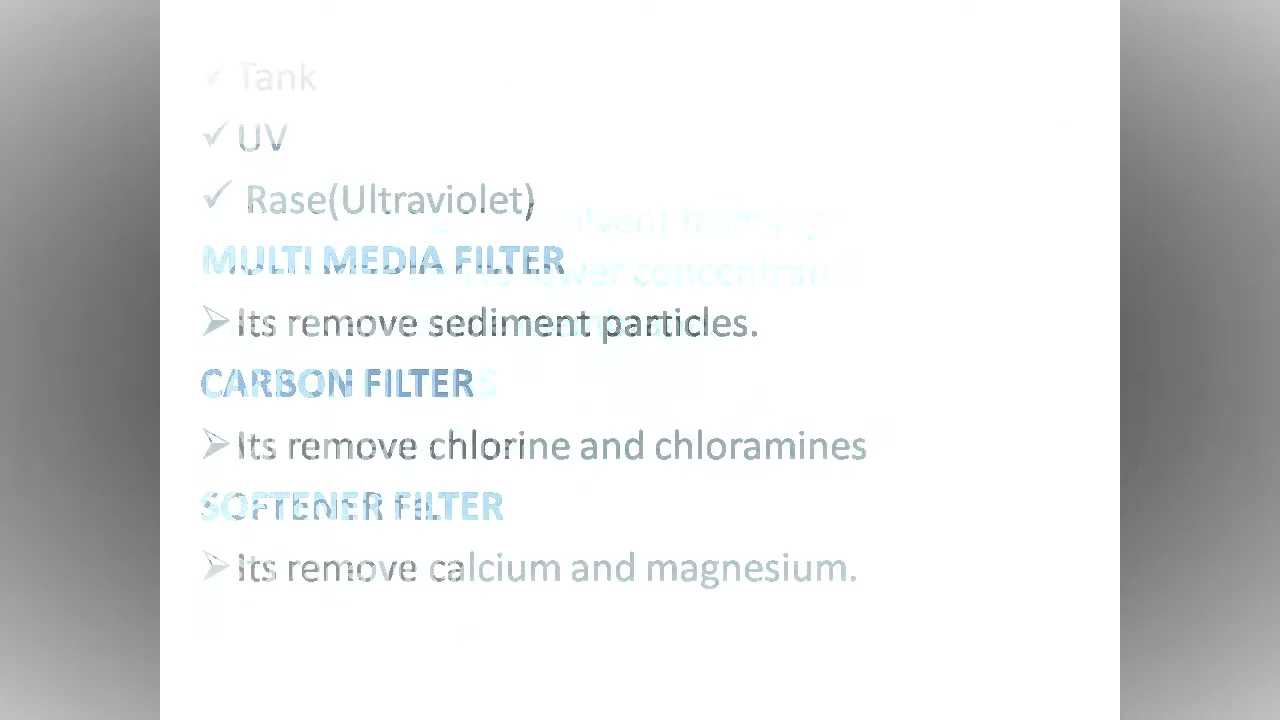 ✓ Tank
✓ UV
✓ Rase(Ultraviolet)
MULTI MEDIA FILTER
➢ Its remove sediment particles.
CARBON FILTER
➢ Its remove chlorine and chloramines
SOFTENER FILTER
➢ Its remove calcium and magnesium.